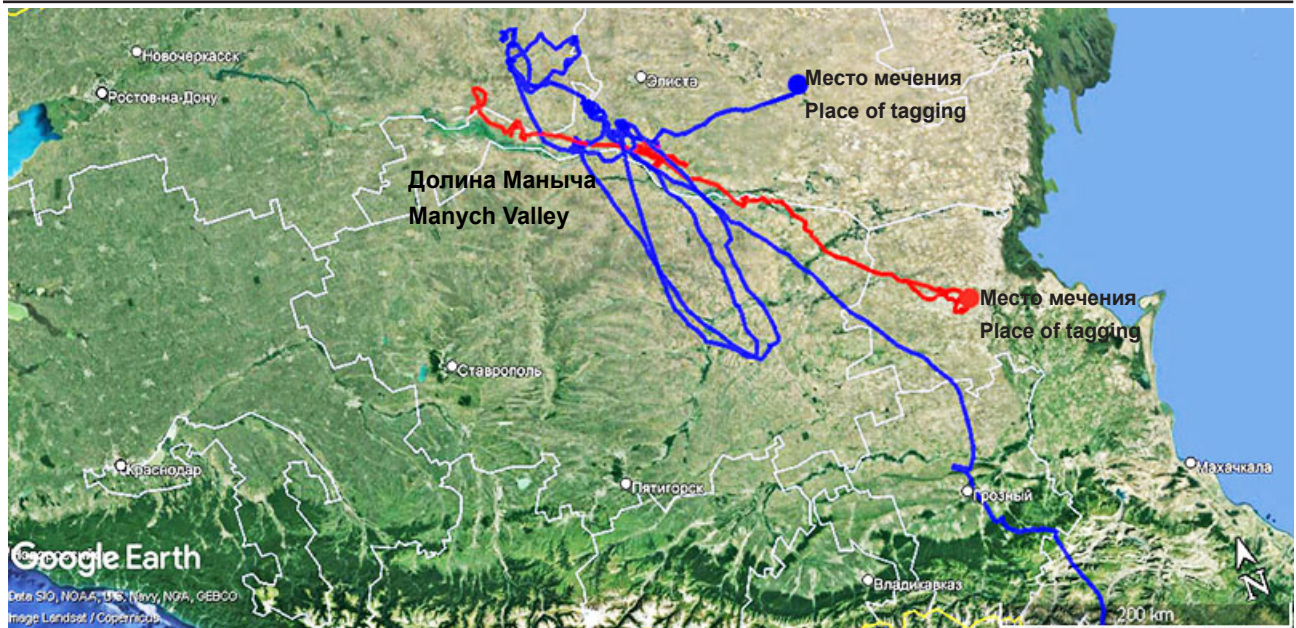 Новочеркасск
Ростов-на-Дону
Элиста
Место мечения
Place of tagging
Долина Маныча
Manych Valley
Место мечения
Place of tagging
Ставрополь
Краснодар
Пятигорск
Грозный
Махачкала
Владикавказ
Google Earth
Data SIO, NOAA, U.S. Navy, NGA, GEBCO
Image Landsat / Copernicus
N
200 km